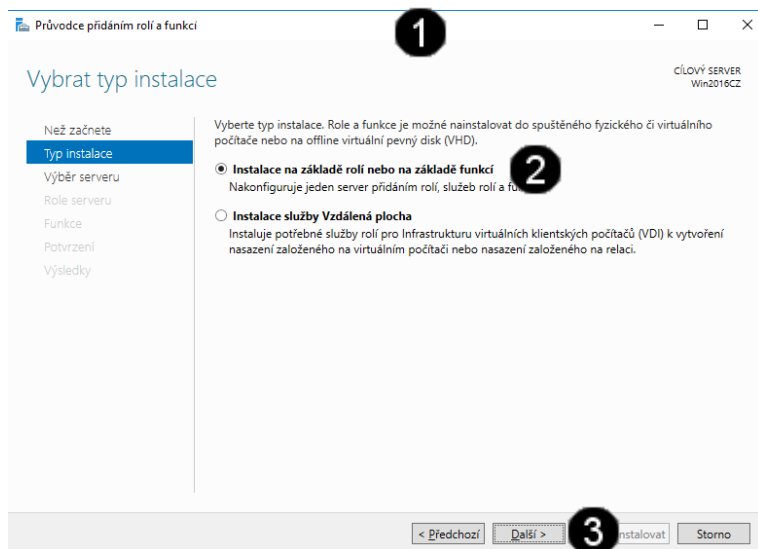 Průvodce přidáním rolí a funkcí
1
Vybrat typ instalace
CÍLOVÝ SERVER
Win2016CZ
Než začnete
Typ instalace
Výběr serveru
Role serveru
Funkce
Potvrzení
Výsledky
Vyberte typ instalace. Role a funkce je možné nainstalovat do spuštěného fyzického či virtuálního
počítače nebo na offline virtuální pevný disk (VHD).
Instalace na základě rolí nebo na základě funkcí
2
Nakonfiguruje jeden server přidáním rolí, služeb rolí a
Instalace služby Vzdálená plocha
Instaluje potřebné služby rolí pro Infrastrukturu virtuálních klientských počítačů (VDI) k vytvoření
nasazení založeného na virtuálním počítači nebo nasazení založeného na relaci.
< Předchozí
Další >
3
Storno